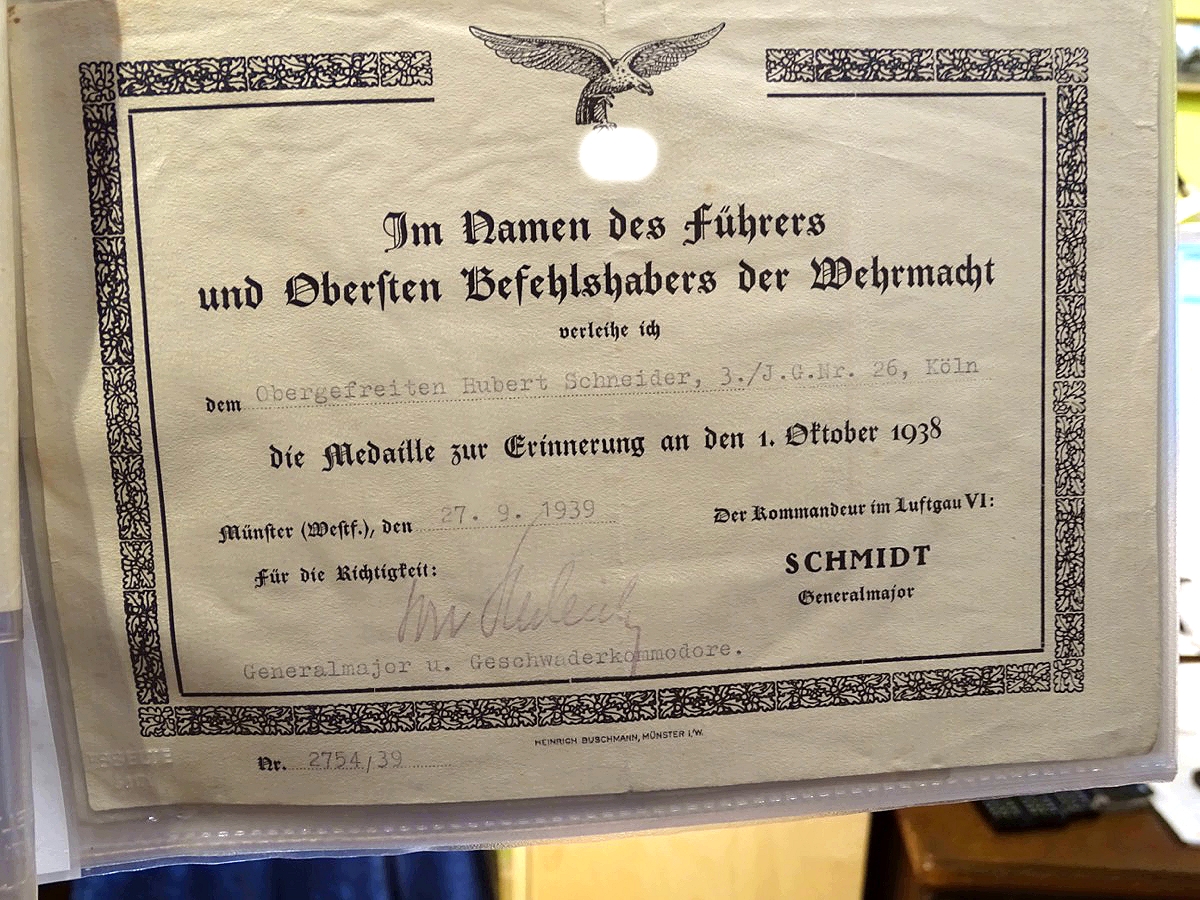 Im Namen des Führers
und Obersten Befehlshabers der Wehrmacht
verleihe ich
dem Obergefreiten Hubert Schneider, 3./J.G.Nr. 26, Köln
die Medaille zur Erinnerung an den 1. Oktober 1938
Münster (Westf.), den 27. 9. 1939
Der Kommandeur im Luftgau VI:
Für die Richtigkeit:
SCHMIDT
Generalmajor
Generalmajor u. Geschwaderkommodore.
HEINRICH BUSCHMANN, MÜNSTER i./W.
Nr. 2754/39